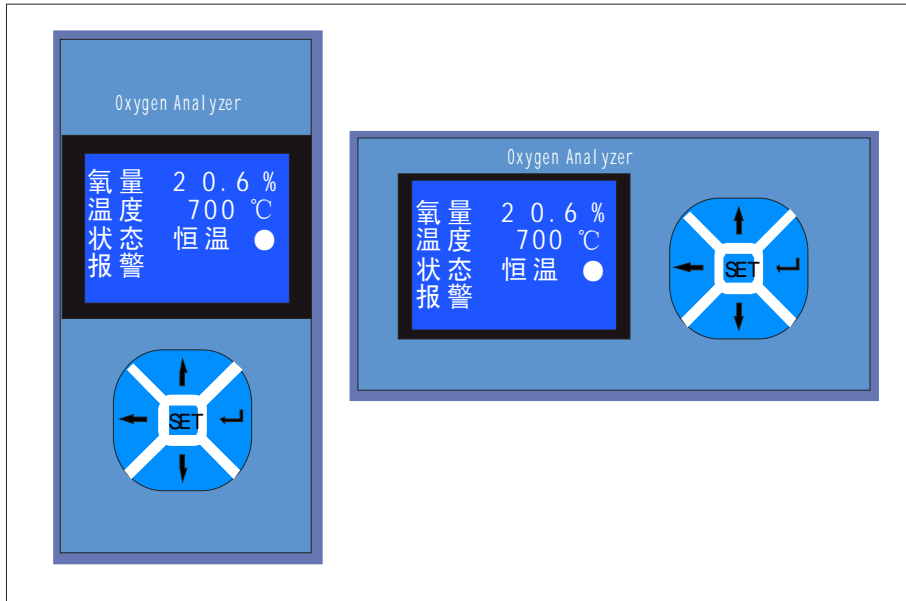 Oxygen Analyzer
氧量 20.6%
温度 700℃
状态 恒温
报警
SET
Oxygen Analyzer
氧量 20.6%
温度 700℃
状态 恒温
报警
SET